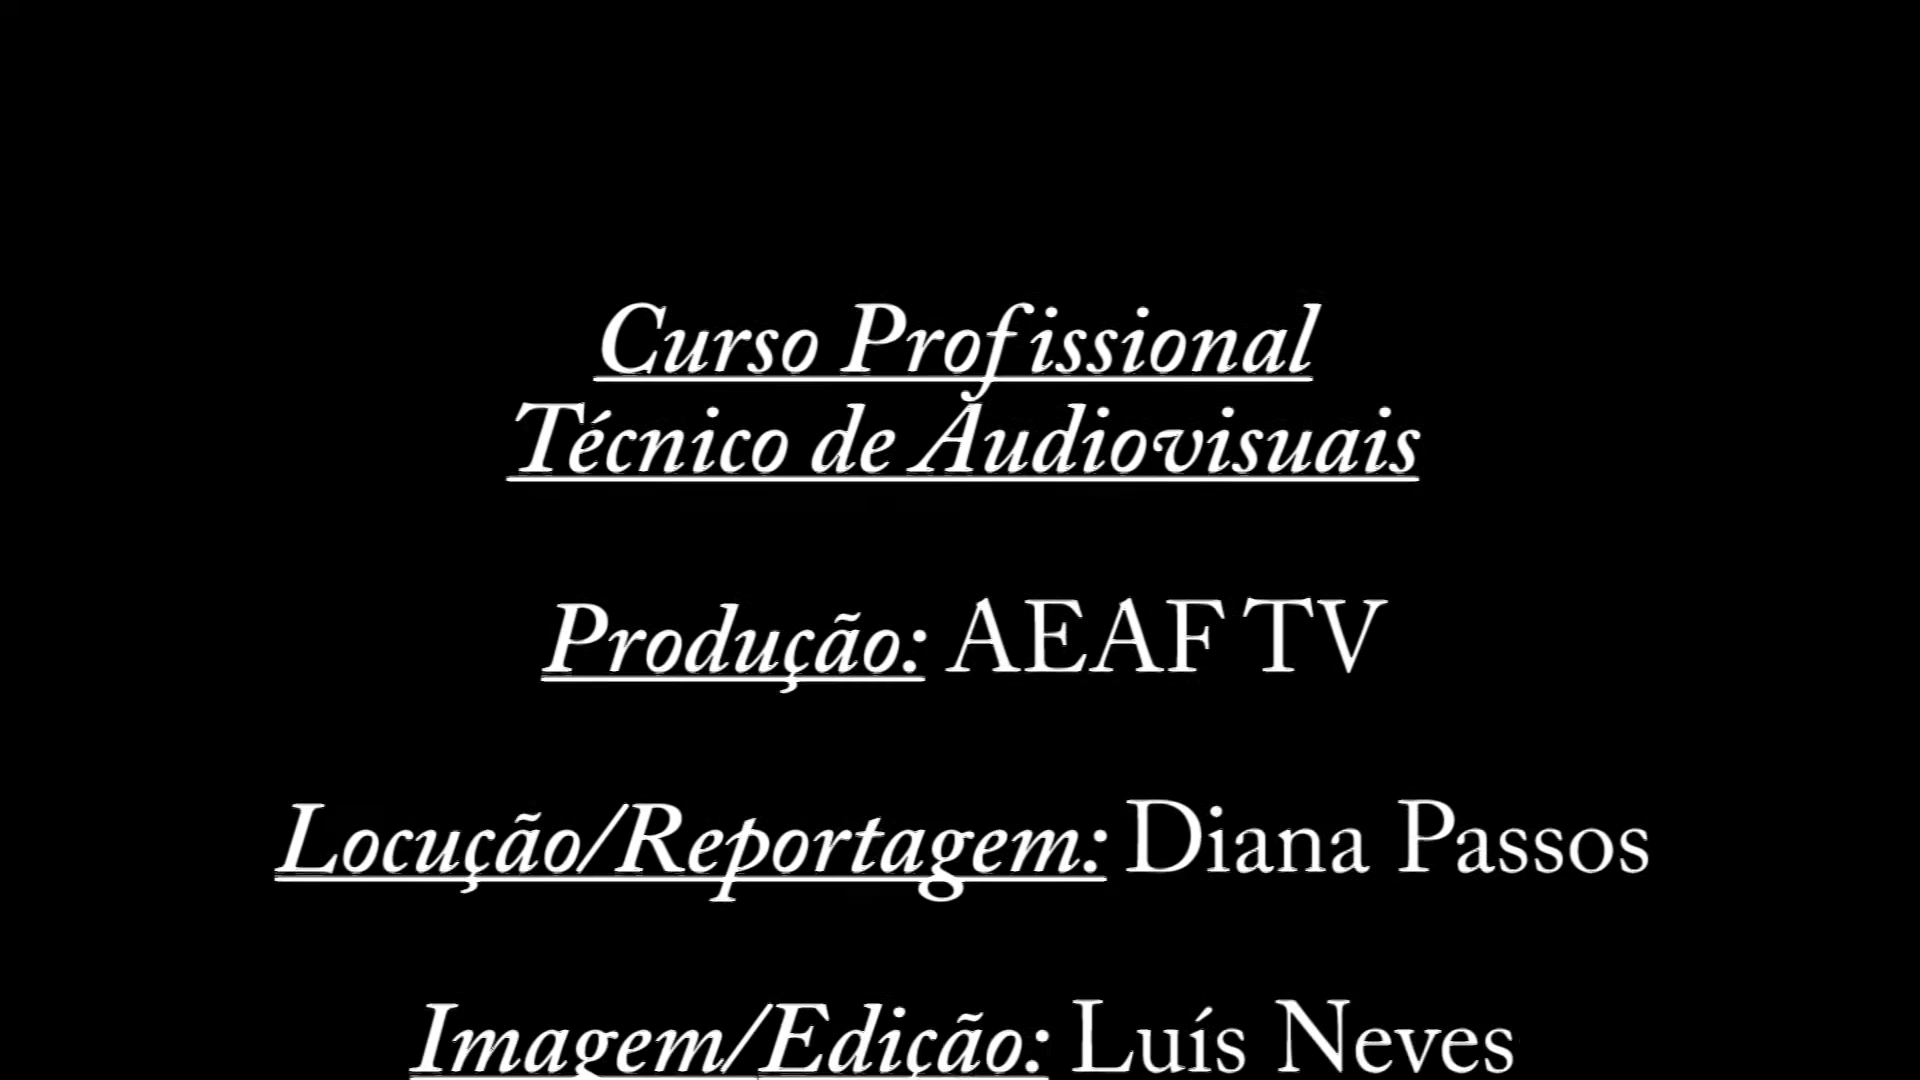 Curso Profissional
Técnico de Audiovisuais
Produção: AEAF TV
Locução/Reportagem: Diana Passos
Imagem/Edição: Luís Neves